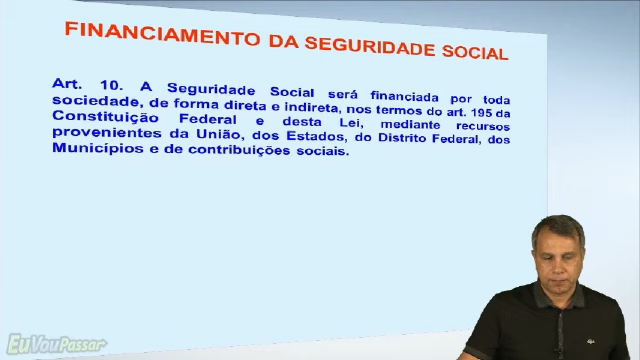 FINANCIAMENTO DA SEGURIDADE SOCIAL
Art. 10. A Seguridade Social será financiada por toda
sociedade, de forma direta e indireta, nos termos do art. 195 da
Constituição Federal e desta Lei, mediante recursos
provenientes da União, dos Estados, do Distrito Federal, dos
Municípios e de contribuições sociais.
EuVouPassar